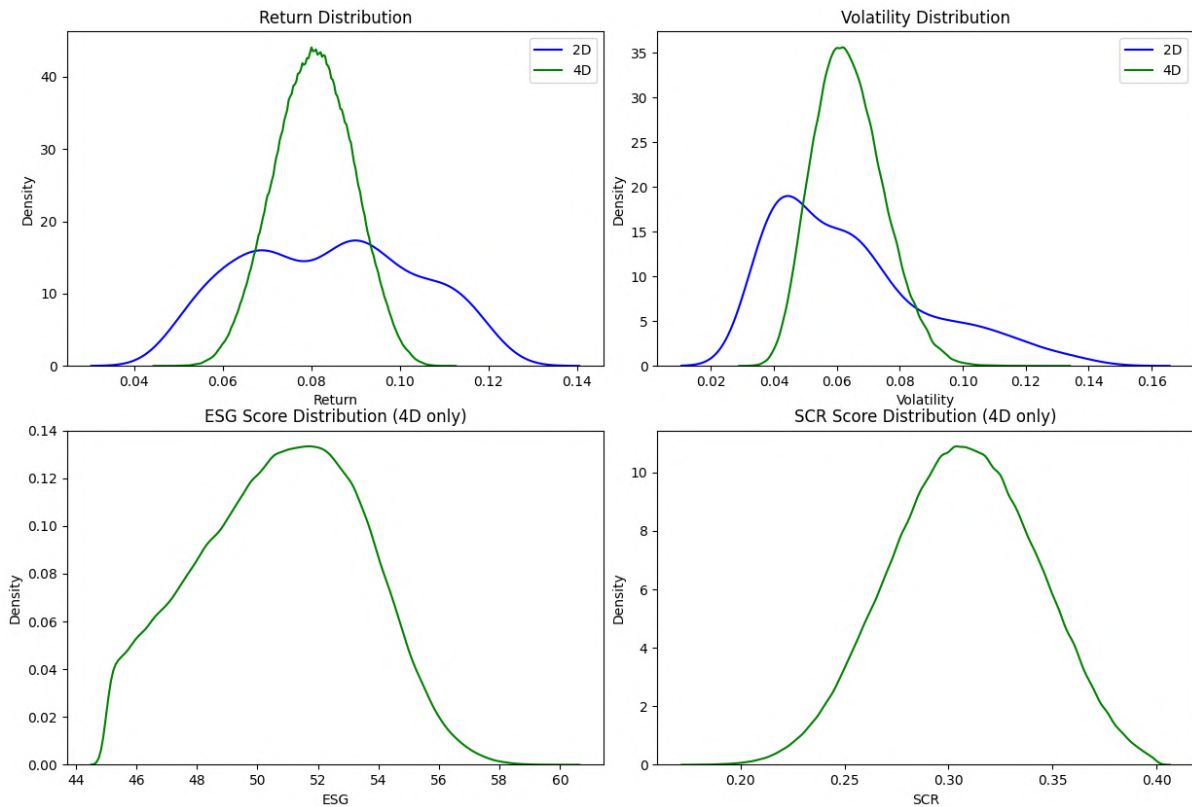 Return Distribution
Density
40
30
20
10
0
2D
4D
0.04 0.06 0.08 0.10 0.12 0.14
Return
Volatility Distribution
Density
35
30
25
20
15
10
5
0
2D
4D
0.02 0.04 0.06 0.08 0.10 0.12 0.14 0.16
Volatility
ESG Score Distribution (4D only)
Density
0.14
0.12
0.10
0.08
0.06
0.04
0.02
0.00
44 46 48 50 52 54 56 58 60
ESG
SCR Score Distribution (4D only)
Density
10
8
6
4
2
0
0.20 0.25 0.30 0.35 0.40
SCR